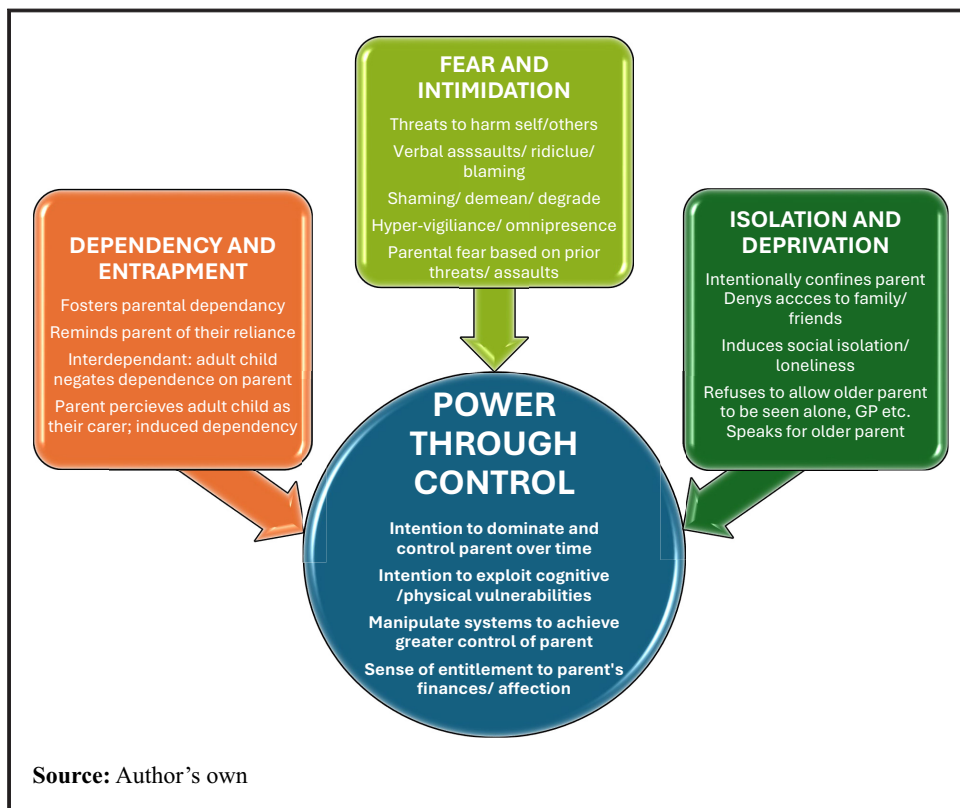 FEAR AND
INTIMIDATION
Threats to harm self/others
Verbal asssaults/ ridiclue/
blaming
Shaming/ demean/ degrade
Hyper-vigiliance/ omnipresence
Parental fear based on prior
threats/ assaults
DEPENDENCY AND
ENTRAPMENT
Fosters parental dependancy
Reminds parent of their reliance
Interdependant: adult child
negates dependence on parent
Parent percieves adult child as
their carer; induced dependency
ISOLATION AND
DEPRIVATION
Intentionally confines parent
Denys accces to family/
friends
Induces social isolation/
loneliness
Refuses to allow older parent
to be seen alone, GP etc.
Speaks for older parent
POWER
THROUGH
CONTROL
Intention to dominate and
control parent over time
Intention to exploit cognitive
/physical vulnerabilities
Manipulate systems to achieve
greater control of parent
Sense of entitlement to parent's
finances/ affection
Source: Author’s own